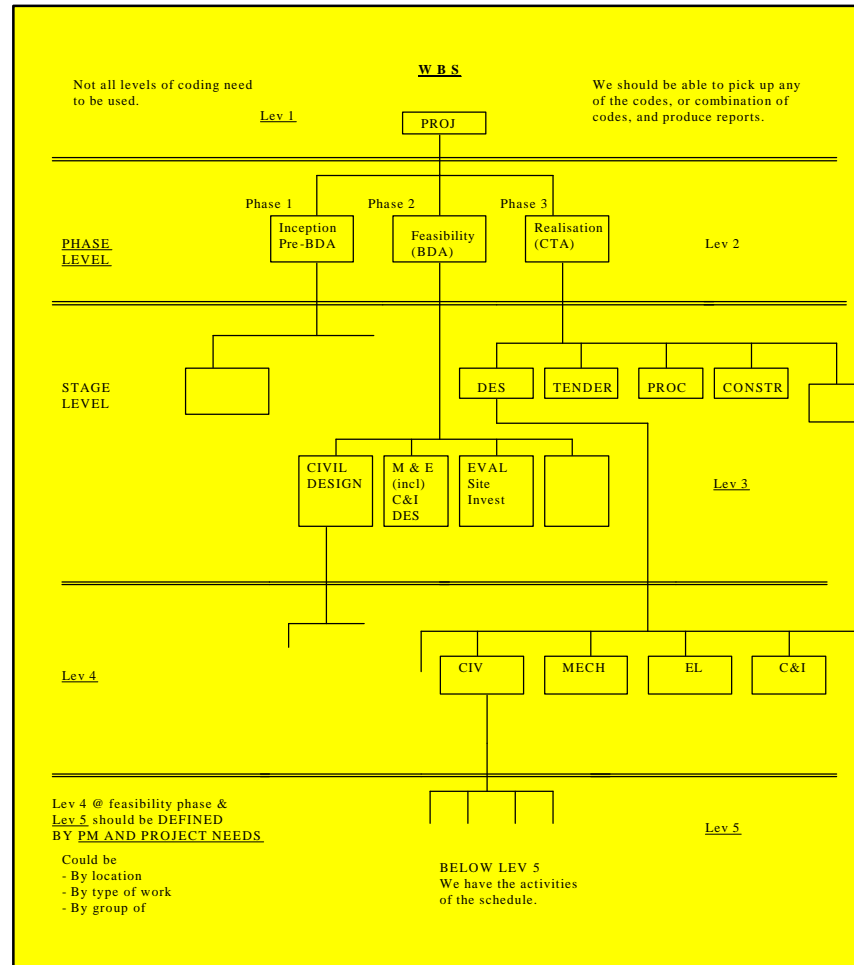 W B S
Not all levels of coding need
to be used.
We should be able to pick up any
of the codes, or combination of
codes, and produce reports.
Lev 1
PROJ
Phase 1
Phase 2
Phase 3
PHASE
LEVEL
Inception
Pre-BDA
Feasibility
(BDA)
Realisation
(CTA)
Lev 2
STAGE
LEVEL
DES
TENDER
PROC
CONSTR
CIVIL
DESIGN
M & E
(incl)
C&I
DES
EVAL
Site
Invest
Lev 3
Lev 4
CIV
MECH
EL
C&I
Lev 4 @ feasibility phase &
Lev 5 should be DEFINED
BY PM AND PROJECT NEEDS
Could be
- By location
- By type of work
- By group of
BELOW LEV 5
We have the activities
of the schedule.
Lev 5